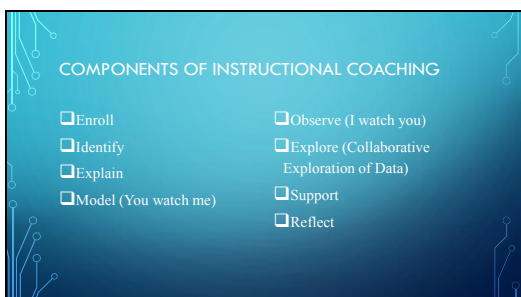 COMPONENTS OF INSTRUCTIONAL COACHING
❑Enroll
❑Identify
❑Explain
❑Model (You watch me)
❑Observe (I watch you)
❑Explore (Collaborative
Exploration of Data)
❑Support
❑Reflect